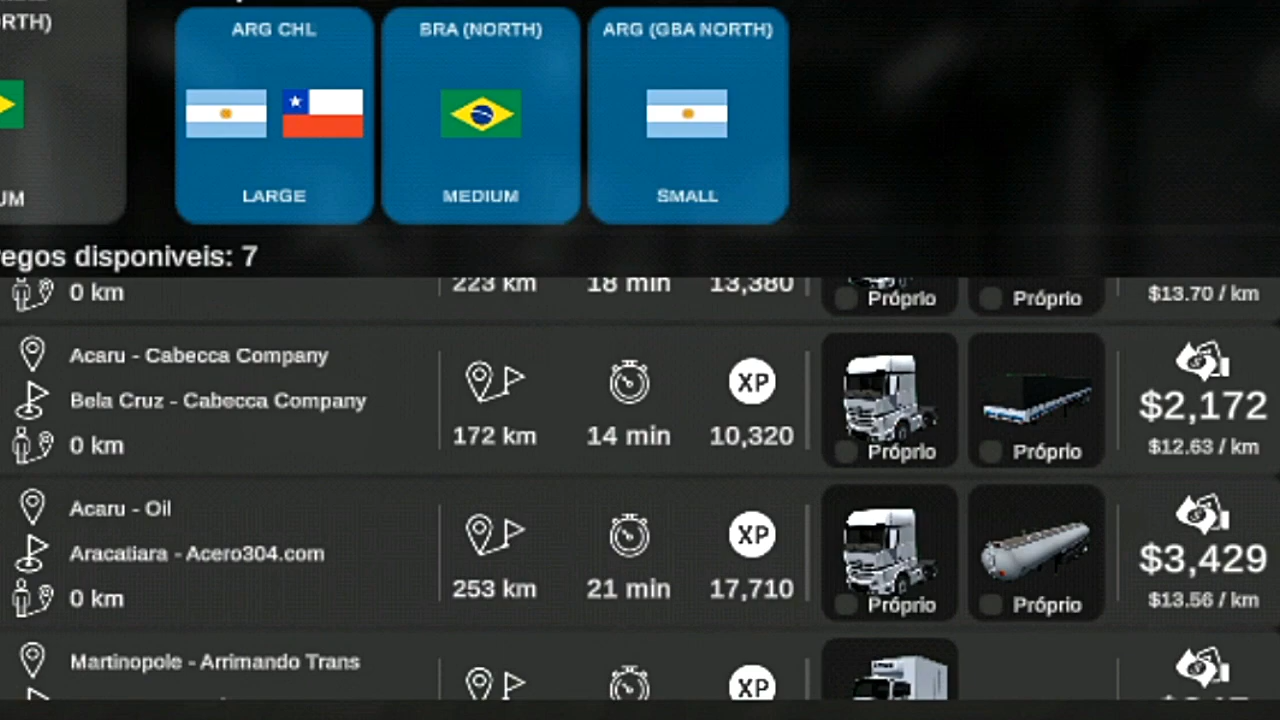 RTH)
UM
ARG CHL
LARGE
BRA (NORTH)
MEDIUM
ARG (GBA NORTH)
SMALL
regos disponiveis: 7
0 km
223 km
18 min
13,380
Próprio
Próprio
$13.70 / km
Acaru - Cabecca Company
Bela Cruz - Cabecca Company
0 km
172 km
14 min
XP
10,320
Próprio
Próprio
$2,172
$12.63 / km
Acaru - Oil
Aracatiara - Acero304.com
0 km
253 km
21 min
XP
17,710
Próprio
Próprio
$3,429
$13.56 / km
Martinopole - Arrimando Trans
XP